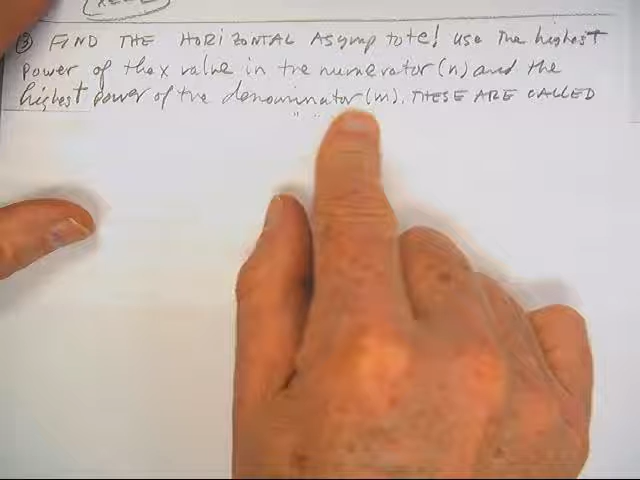 ③ FIND THE HORIZONTAL ASymptote! Use the highest
power of the x value in the numerator (n) and the
highest power of the denominator (m). THESE ARE CALLED